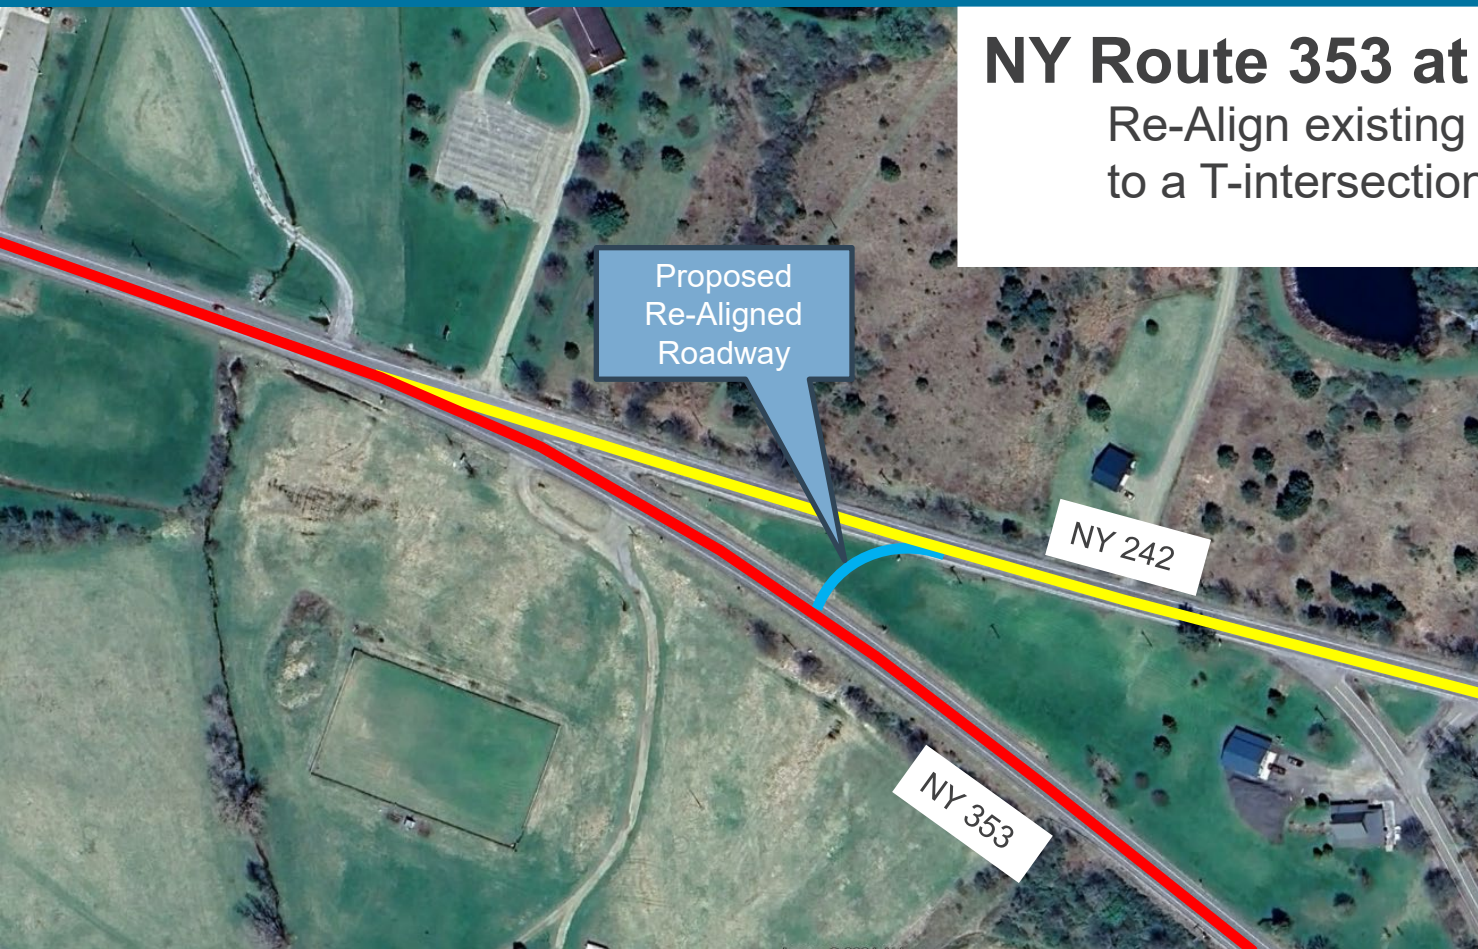 NY Route 353 at
Re-Align existing
to a T-intersection
Proposed
Re-Aligned
Roadway
NY 242
NY 353